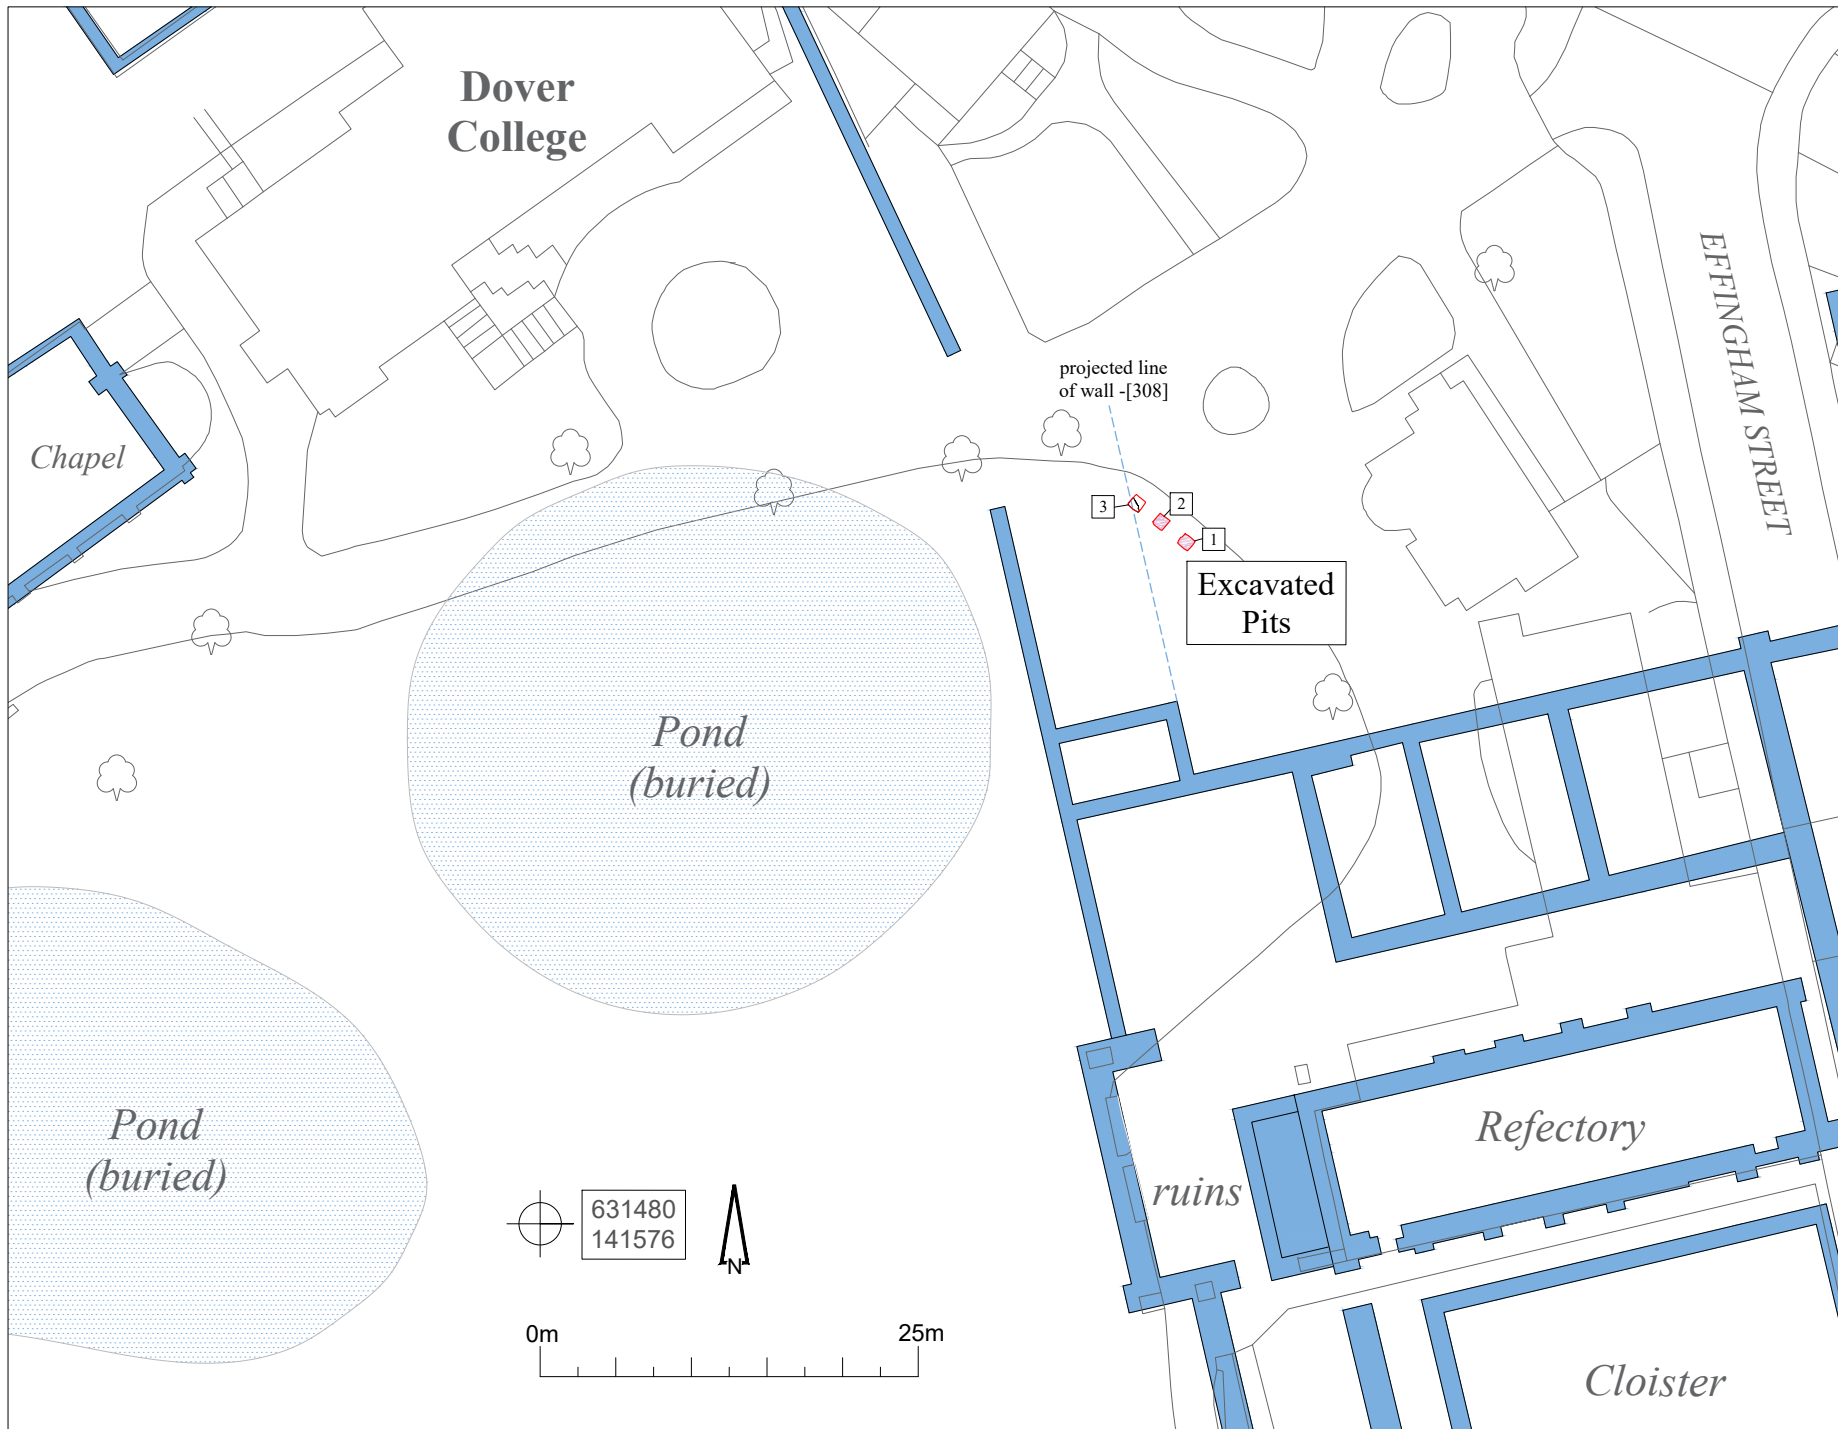 Dover
College
EFFINGHAM STREET
projected line
of wall -[308]
Chapel
3
2
1
Excavated
Pits
Pond
(buried)
Pond
(buried)
Refectory
ruins
631480
141576
N
0m
25m
Cloister